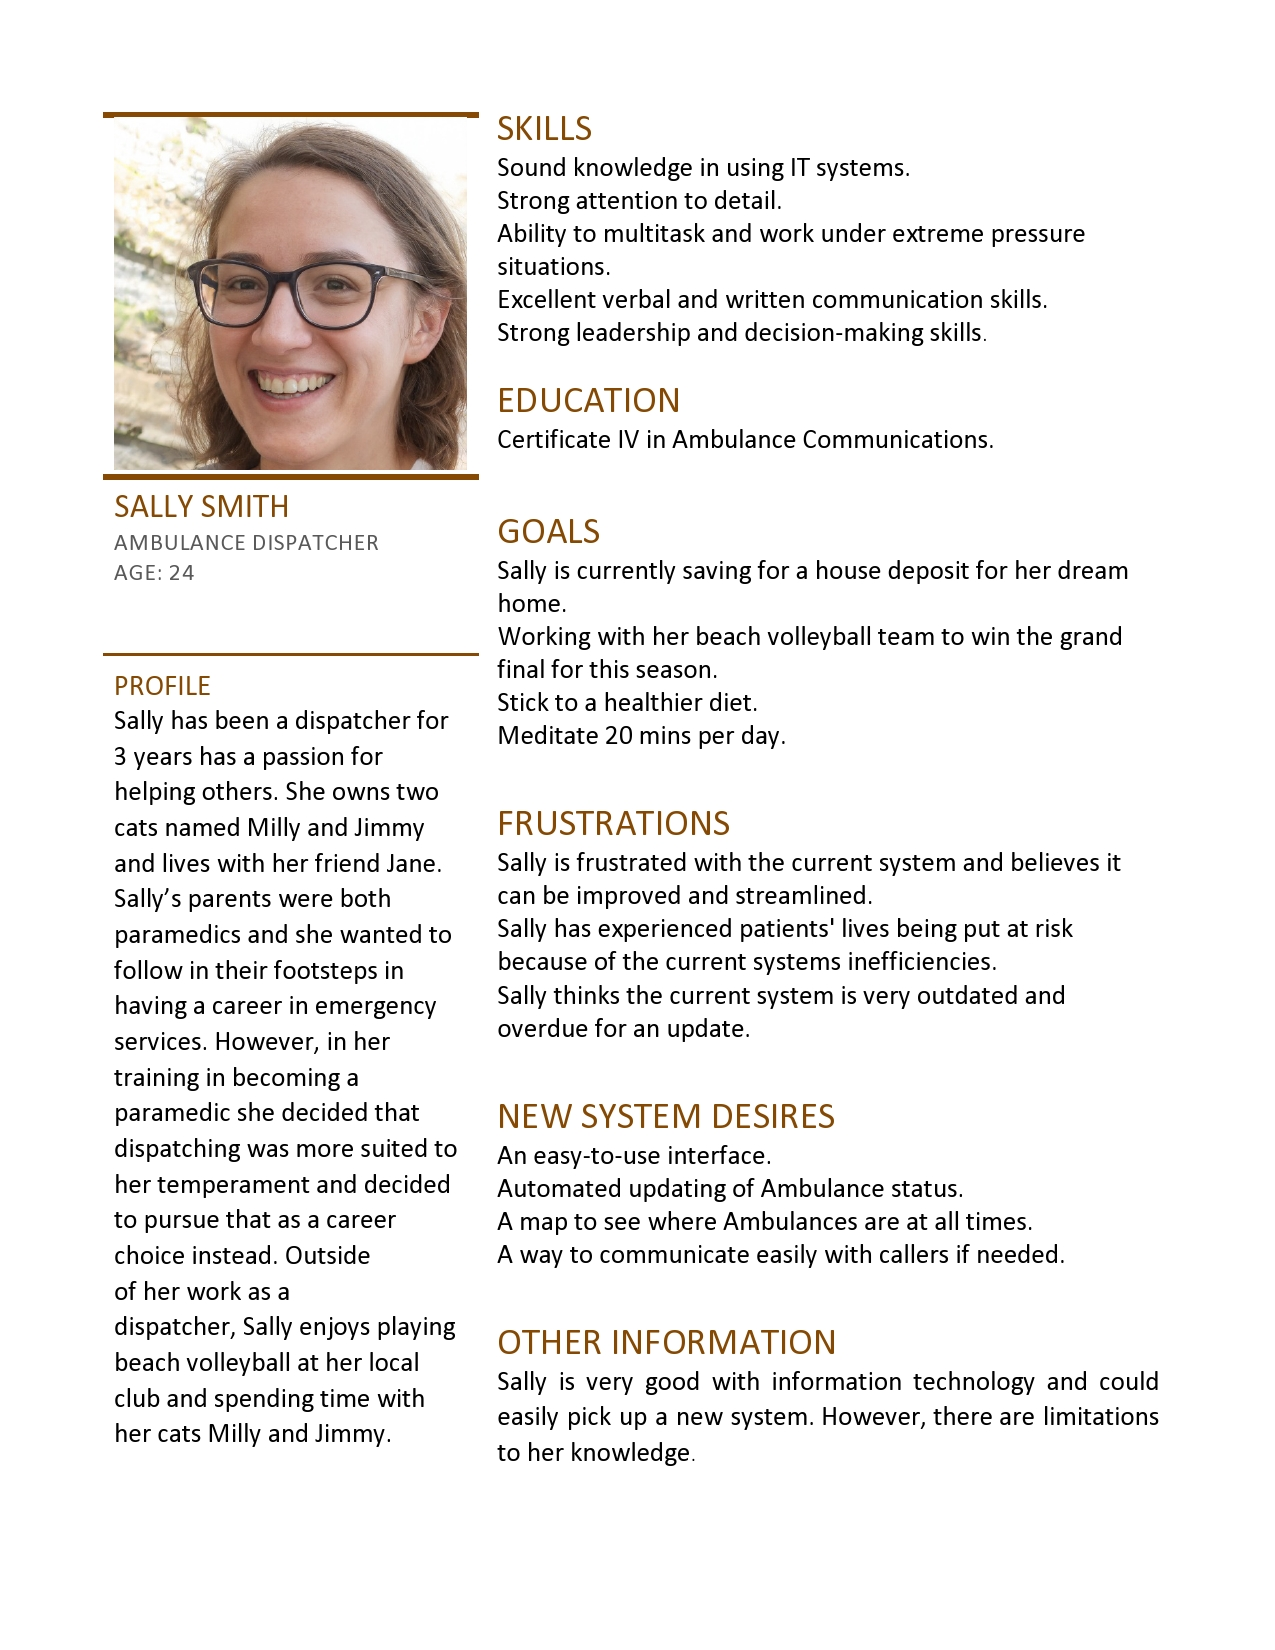 SALLY SMITH
AMBULANCE DISPATCHER
AGE: 24
PROFILE
Sally has been a dispatcher for
3 years has a passion for
helping others. She owns two
cats named Milly and Jimmy
and lives with her friend Jane.
Sally’s parents were both
paramedics and she wanted to
follow in their footsteps in
having a career in emergency
services. However, in her
training in becoming a
paramedic she decided that
dispatching was more suited to
her temperament and decided
to pursue that as a career
choice instead. Outside
of her work as a
dispatcher, Sally enjoys playing
beach volleyball at her local
club and spending time with
her cats Milly and Jimmy.
SKILLS
Sound knowledge in using IT systems.
Strong attention to detail.
Ability to multitask and work under extreme pressure
situations.
Excellent verbal and written communication skills.
Strong leadership and decision-making skills.
EDUCATION
Certificate IV in Ambulance Communications.
GOALS
Sally is currently saving for a house deposit for her dream
home.
Working with her beach volleyball team to win the grand
final for this season.
Stick to a healthier diet.
Meditate 20 mins per day.
FRUSTRATIONS
Sally is frustrated with the current system and believes it
can be improved and streamlined.
Sally has experienced patients' lives being put at risk
because of the current systems inefficiencies.
Sally thinks the current system is very outdated and
overdue for an update.
NEW SYSTEM DESIRES
An easy-to-use interface.
Automated updating of Ambulance status.
A map to see where Ambulances are at all times.
A way to communicate easily with callers if needed.
OTHER INFORMATION
Sally is very good with information technology and could
easily pick up a new system. However, there are limitations
to her knowledge.